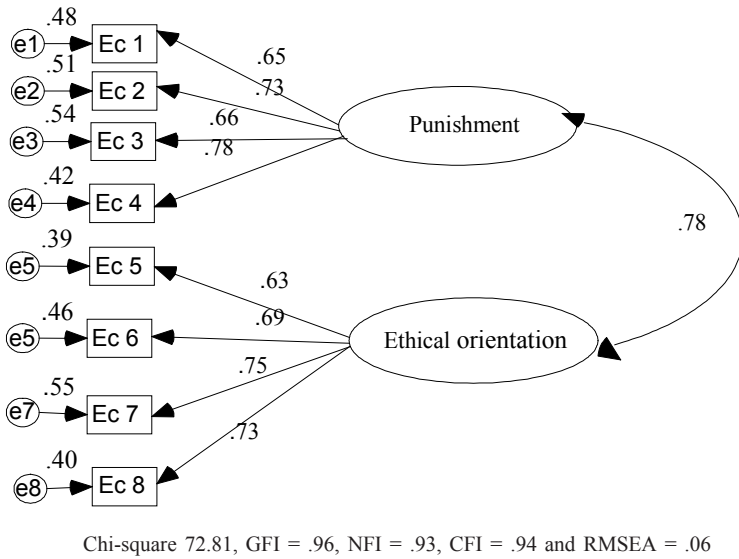 .48
e1 Ec 1
.65
.51
e2 Ec 2
.73
.54
e3 Ec 3
.66
Punishment
.78
.42
e4 Ec 4
.78
.39
e5 Ec 5
.63
.46
e5 Ec 6
.69
Ethical orientation
.55
e7 Ec 7
.75
.73
.40
e8 Ec 8
Chi-square 72.81, GFI = .96, NFI = .93, CFI = .94 and RMSEA = .06